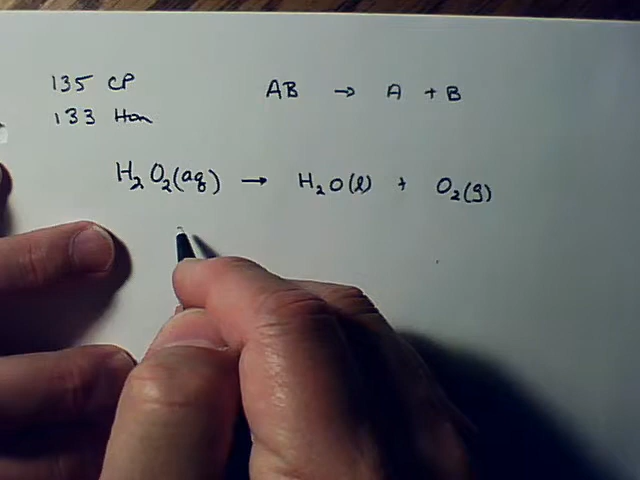 135 CP
133 Hon
AB → A + B
H₂O₂(aq) → H₂O(l) + O₂(g)